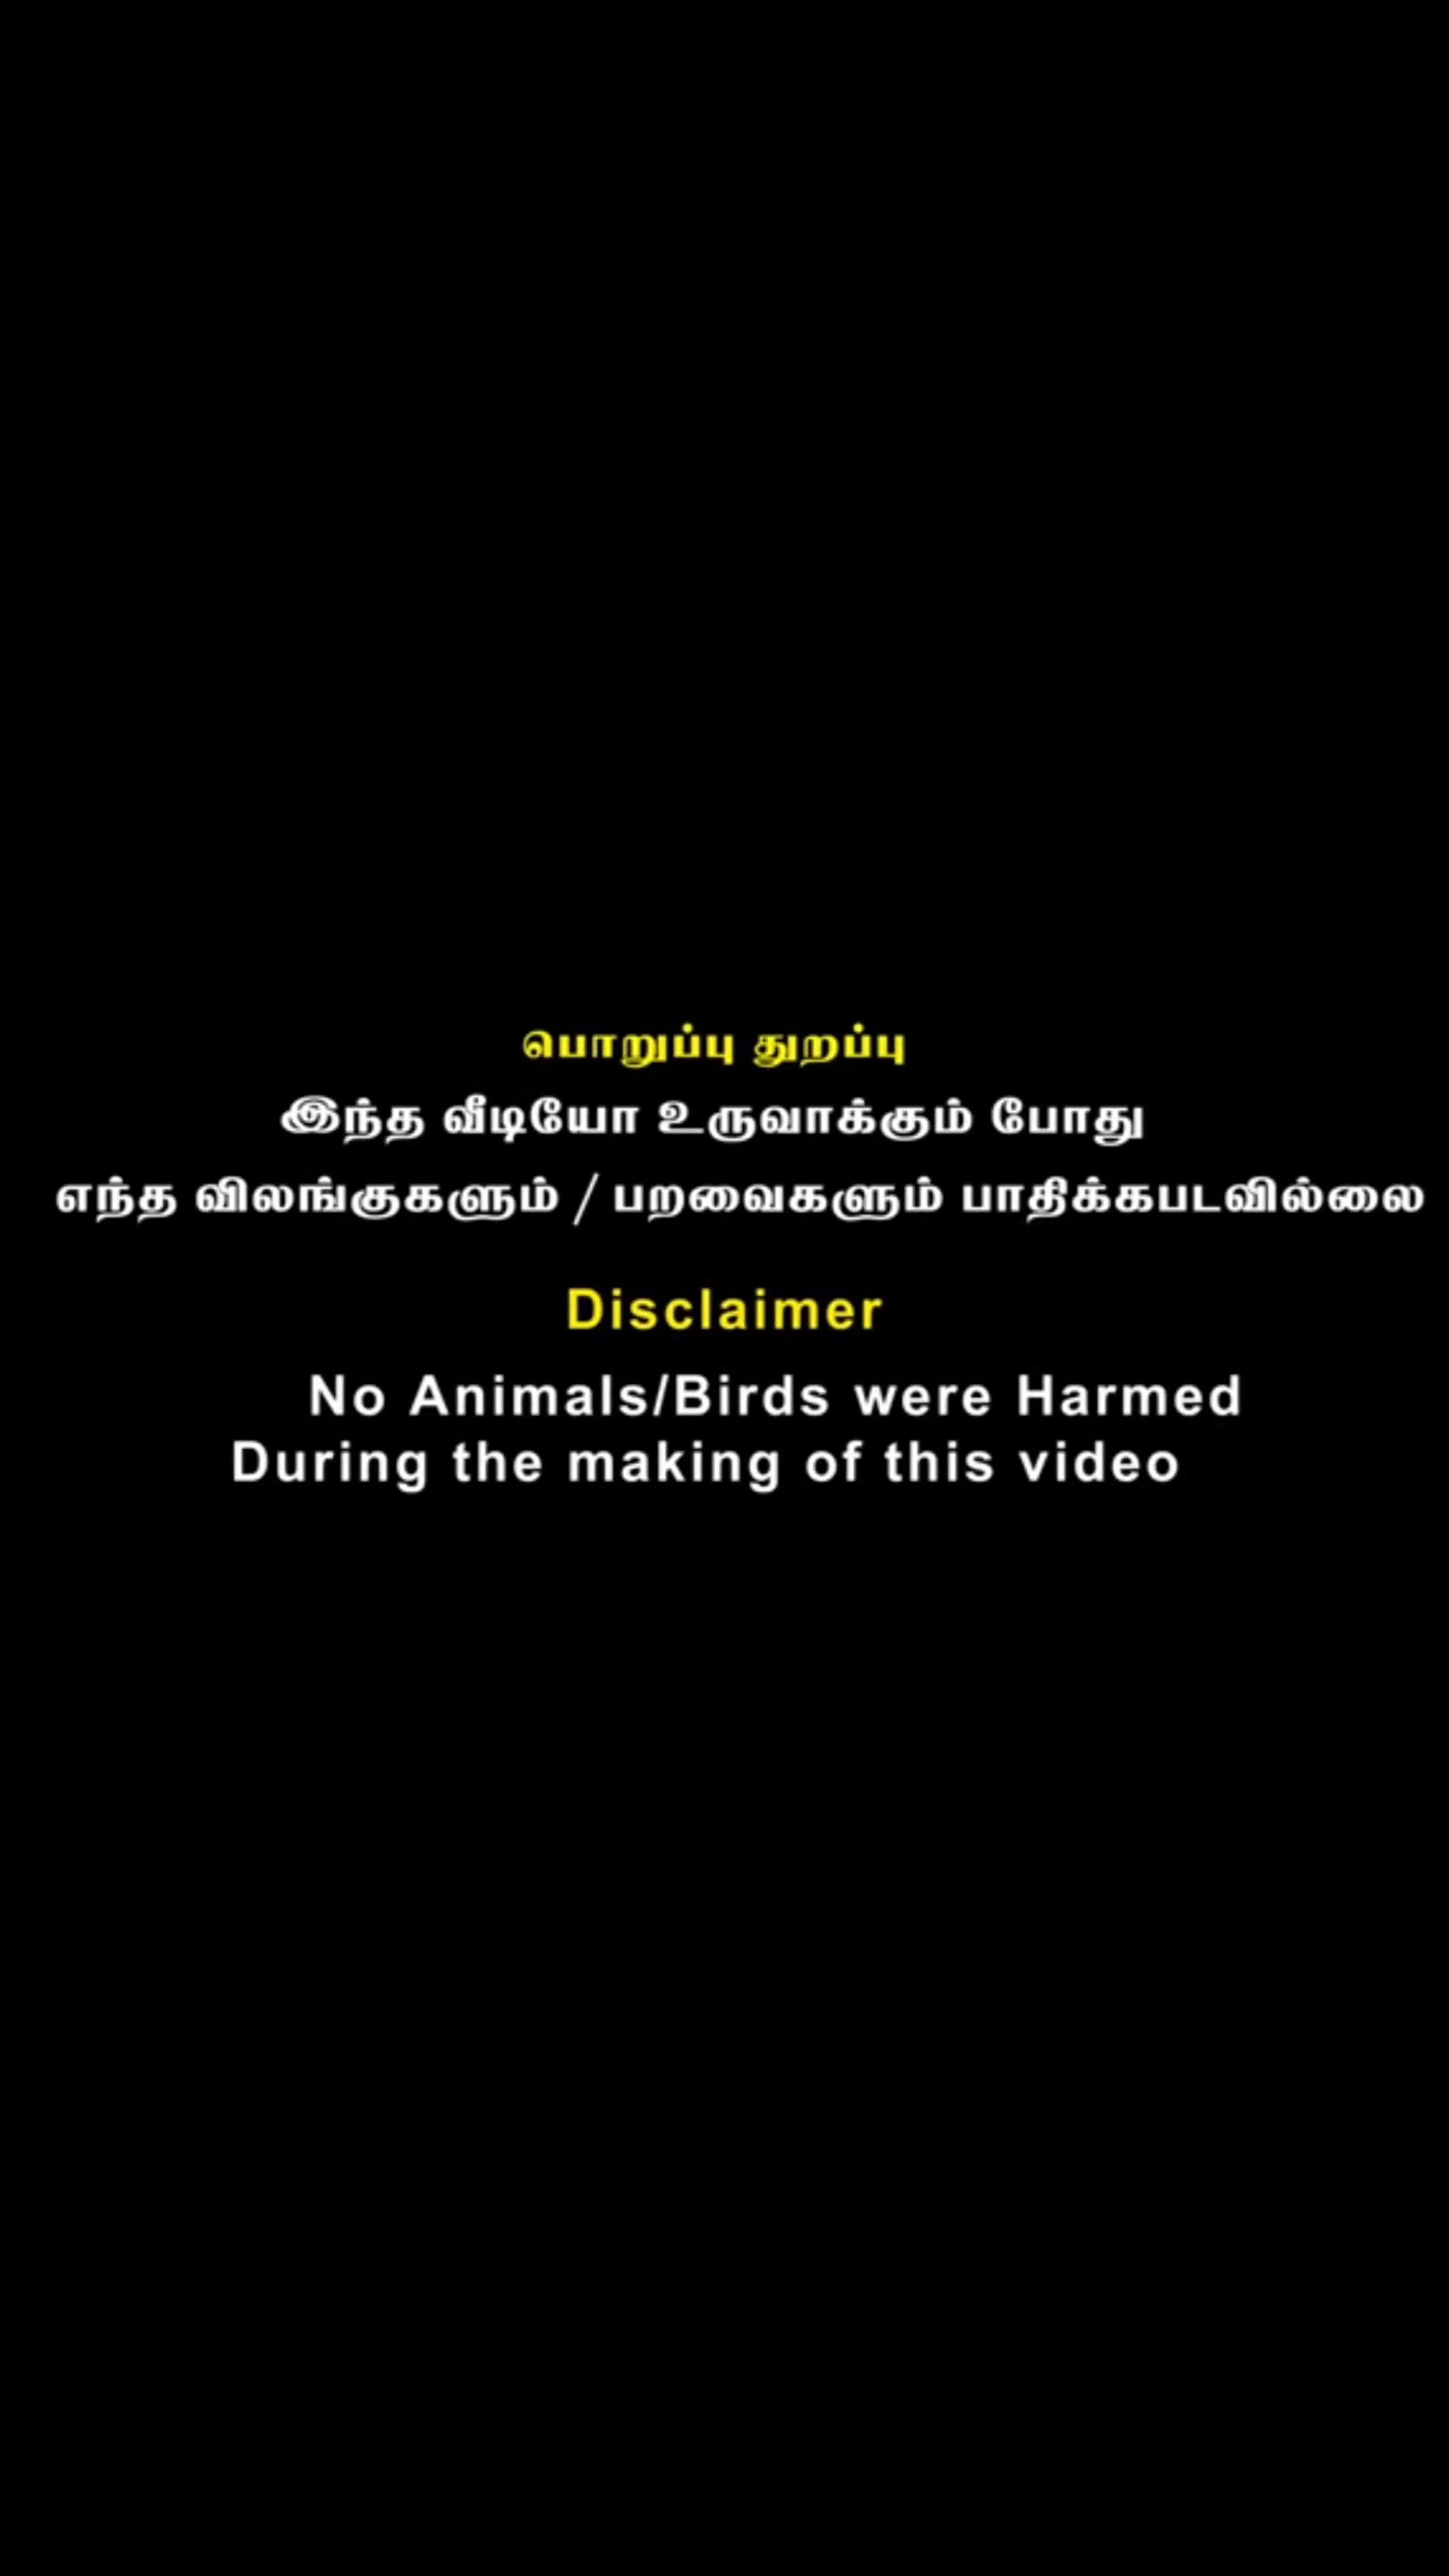 பொறுப்பு துறப்பு
இந்த வீடியோ உருவாக்கும் போது
எந்த விலங்குகளும் / பறவைகளும் பாதிக்கபடவில்லை
Disclaimer
No Animals/Birds were Harmed
During the making of this video